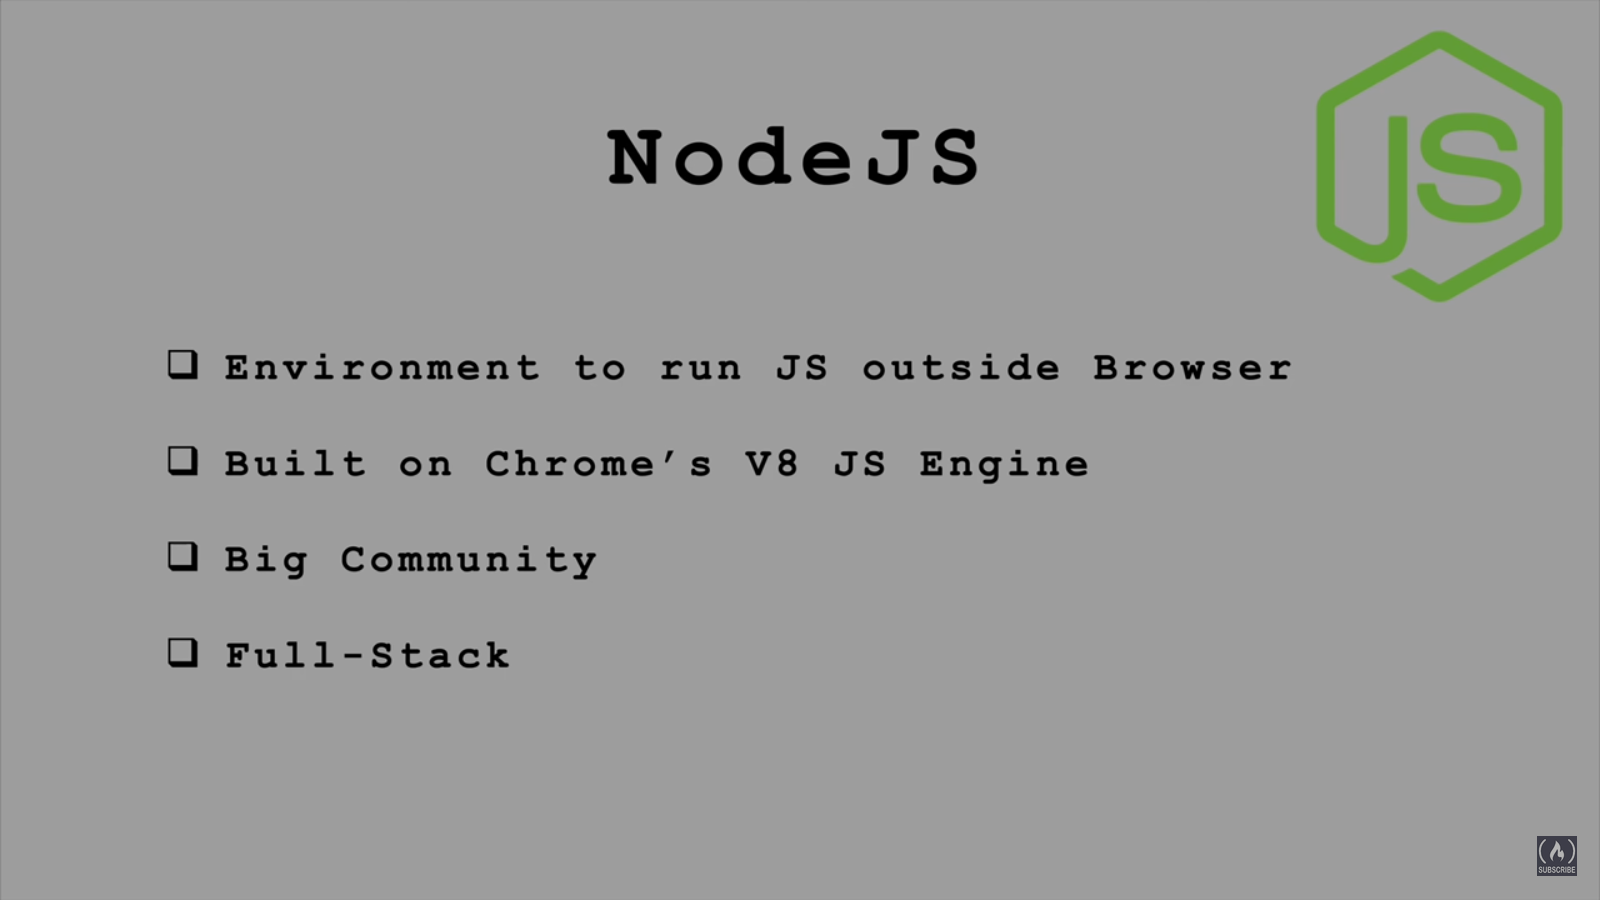 NodeJS
JS
Environment to run JS outside Browser
Built on Chrome’s V8 JS Engine
Big Community
Full-Stack
SUBSCRIBE